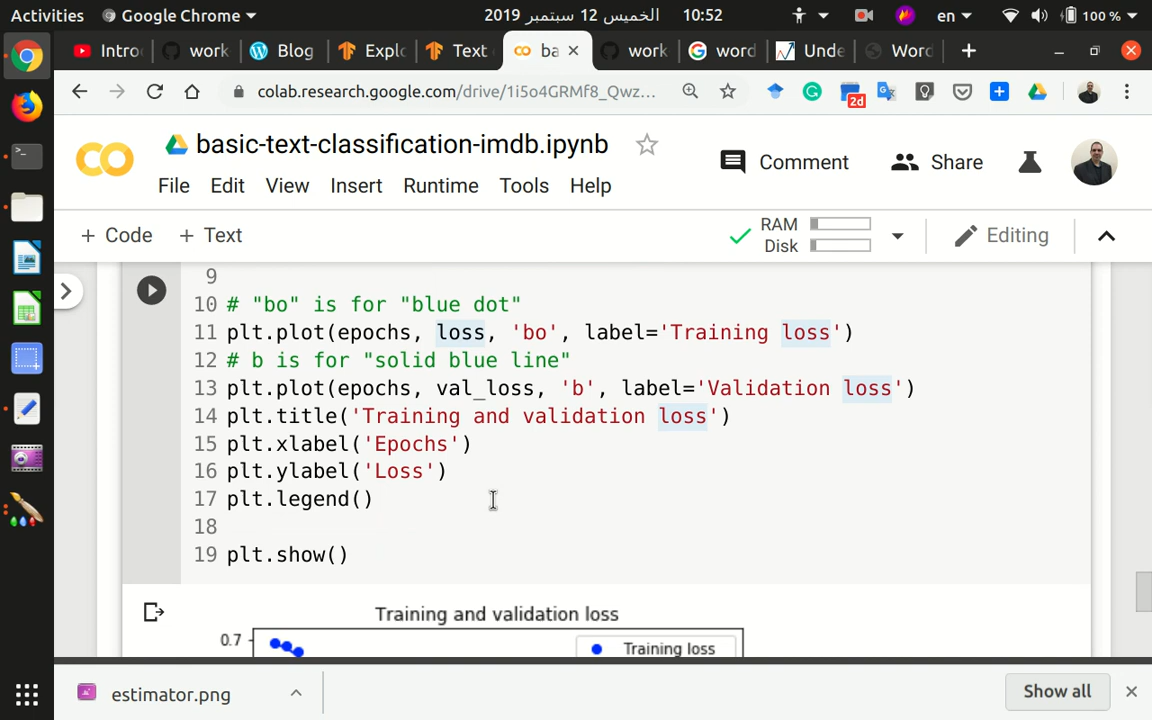 Activities Google Chrome 2019 الخميس 12 سبتمبر 10:52 en 100 %
Intro work Blog Explo Text ba work word Unde Word
colab.research.google.com/drive/1i5o4GRMf8_Qwz... 2d
basic-text-classification-imdb.ipynb
Comment Share
File Edit View Insert Runtime Tools Help
+ Code + Text RAM Disk Editing
9
10 # "bo" is for "blue dot"
11 plt.plot(epochs, loss, 'bo', label='Training loss')
12 # b is for "solid blue line"
13 plt.plot(epochs, val_loss, 'b', label='Validation loss')
14 plt.title('Training and validation loss')
15 plt.xlabel('Epochs')
16 plt.ylabel('Loss')
17 plt.legend()
18
19 plt.show()
Training and validation loss
0.7 Training loss
estimator.png Show all